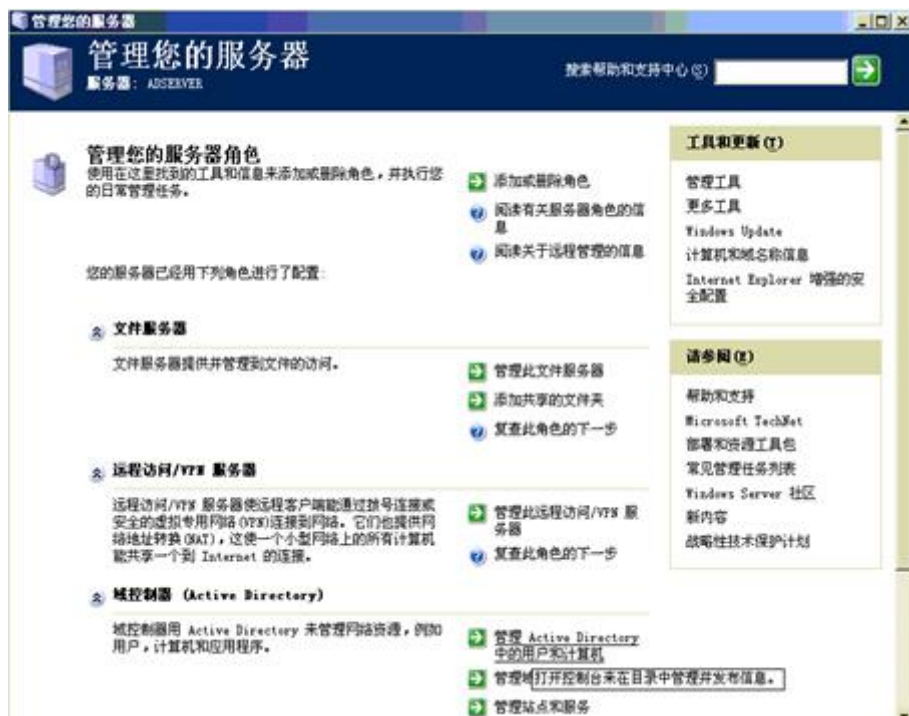 管理您的服务器
管理您的服务器
服务器: ADSERVER
搜索帮助和支持中心(S)
管理您的服务器角色
使用在这里找到的工具和信息来添加或删除角色，并执行您
的日常管理任务。
添加或删除角色
阅读有关服务器角色的信
息
阅读关于远程管理的信息
您的服务器已经用下列角色进行了配置:
文件服务器
文件服务器提供并管理到文件的访问。
管理此文件服务器
添加共享的文件夹
复查此角色的下一步
远程访问/VPN 服务器
远程访问/VPN 服务器使远程客户端能通过拨号连接或
安全的虚拟专用网络(VPN)连接到网络。它们也提供网
络地址转换(NAT)，这使一个小型网络上的所有计算机
能共享一个到 Internet 的连接。
管理此远程访问/VPN 服
务器
复查此角色的下一步
域控制器 (Active Directory)
域控制器用 Active Directory 来管理网络资源，例如
用户，计算机和应用程序。
管理 Active Directory
中的用户和计算机
管理
打开控制台来在目录中管理并发布信息。
管理站点和服务
工具和更新(T)
管理工具
更多工具
Windows Update
计算机和域名称信息
Internet Explorer 增强的安
全配置
请参阅(E)
帮助和支持
Microsoft TechNet
部署和资源工具包
常见管理任务列表
Windows Server 社区
新内容
战略性技术保护计划